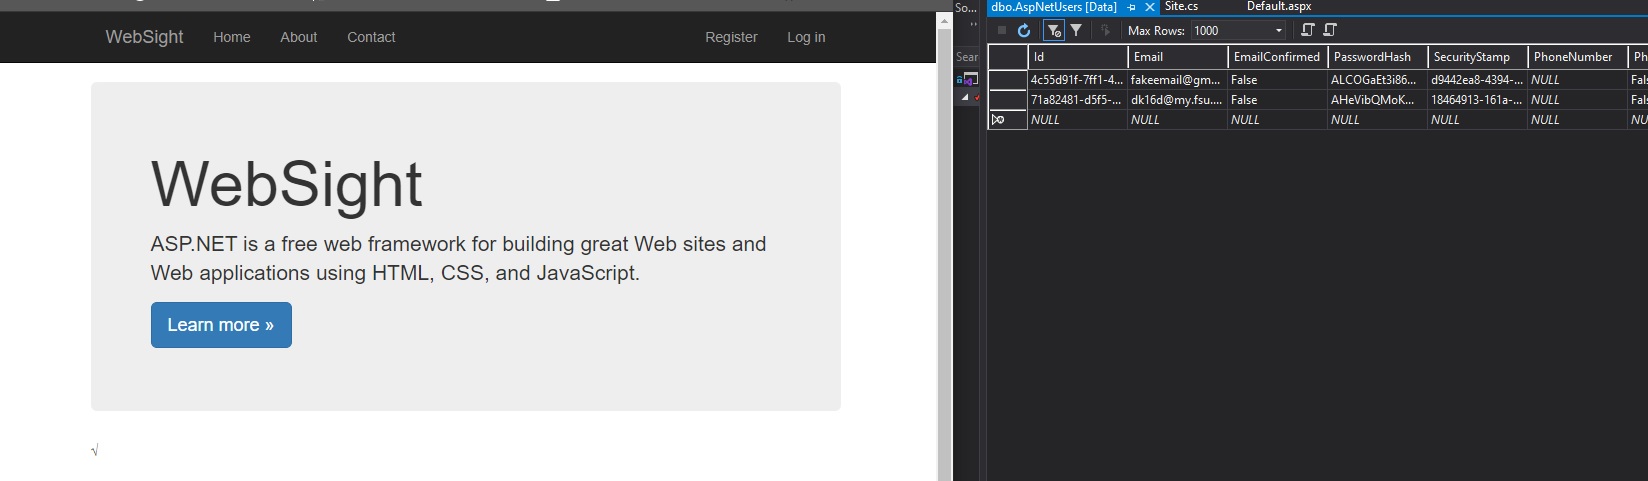 WebSight Home About Contact Register Log in
WebSight
ASP.NET is a free web framework for building great Web sites and
Web applications using HTML, CSS, and JavaScript.
Learn more »
√
So...
Sear
dbo.AspNetUsers [Data] Site.cs Default.aspx
Max Rows: 1000
Id Email EmailConfirmed PasswordHash SecurityStamp PhoneNumber Ph
4c55d91f-7ff1-4... fakeemail@gm... False ALCOGaEt3i86... d9442ea8-4394-... NULL Fals
71a82481-d5f5-... dk16d@my.fsu.... False AHeVibQMoK... 18464913-161a-... NULL Fals
NULL NULL NULL NULL NULL NULL NU